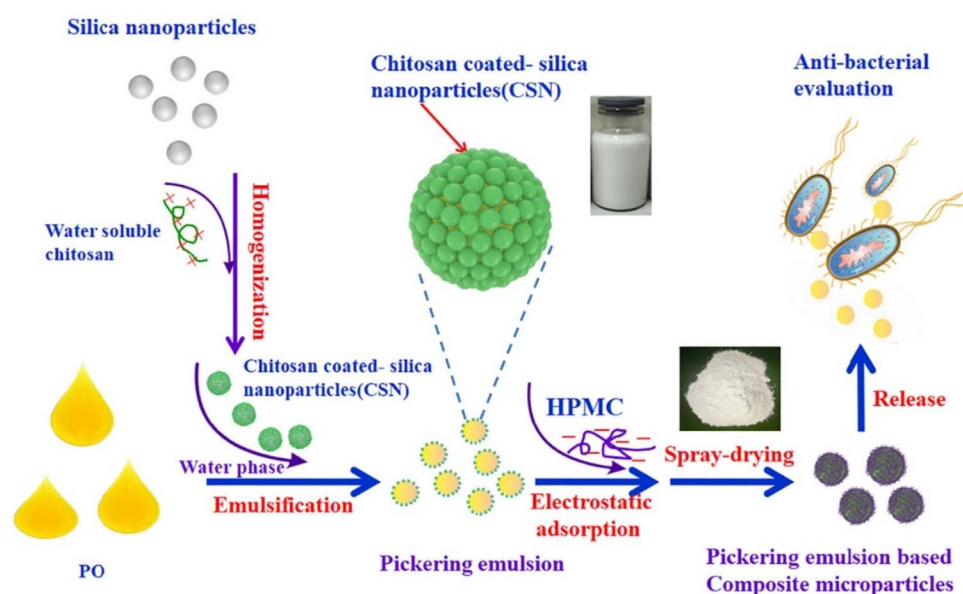 Silica nanoparticles
Water soluble
chitosan
Homogenization
Chitosan coated- silica
nanoparticles(CSN)
Water phase
PO
Emulsification
Chitosan coated- silica
nanoparticles(CSN)
Pickering emulsion
HPMC
Electrostatic
adsorption
Spray-drying
Pickering emulsion based
Composite microparticles
Release
Anti-bacterial
evaluation